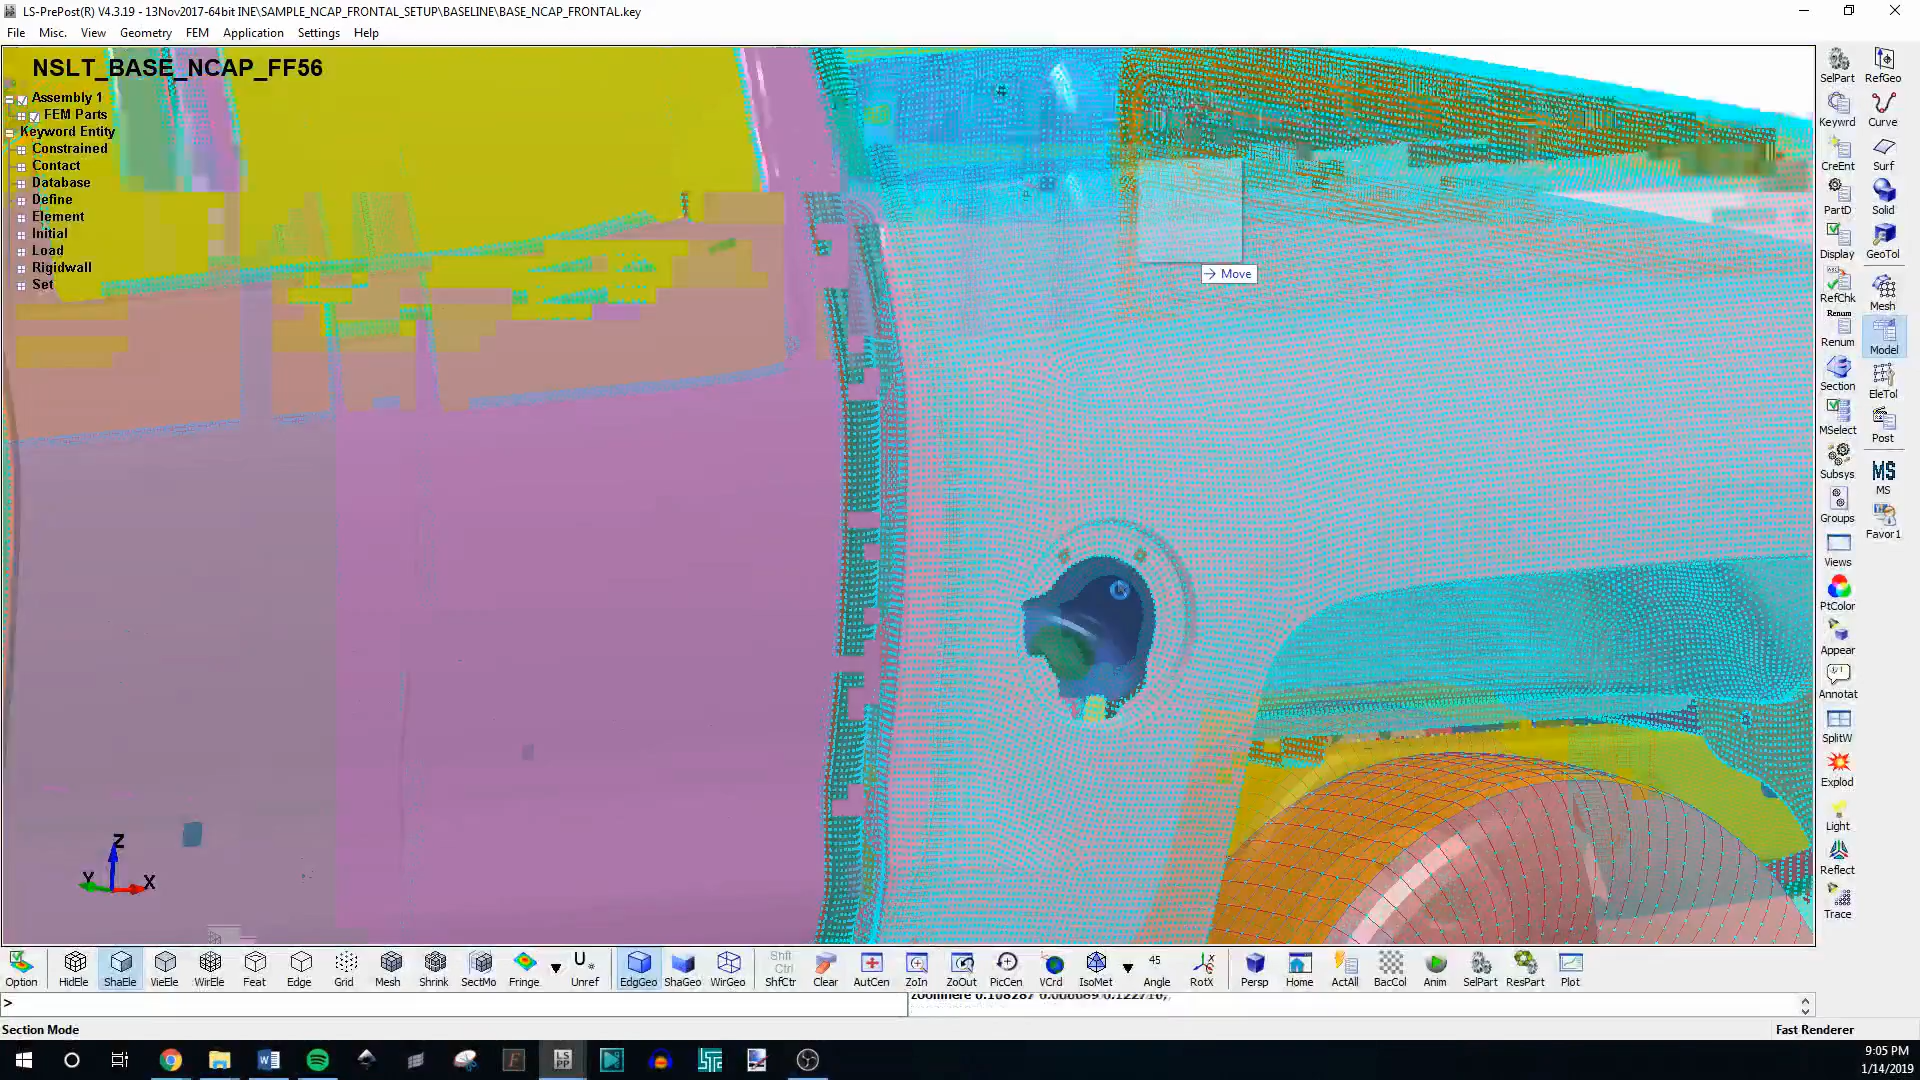 LS-PrePost(R) V4.3.19 - 13Nov2017-64bit INE\SAMPLE_NCAP_FRONTAL_SETUP\BASELINE\BASE_NCAP_FRONTAL.key
File Misc. View Geometry FEM Application Settings Help
NSLT_BASE_NCAP_FF56
Assembly 1
FEM Parts
Keyword Entity
Constrained
Contact
Database
Define
Element
Initial
Load
Rigidwall
Set
Move
Z
Y X
SelPart RefGeo
Keywrd Curve
CreEnt Surf
PartD Solid
Display GeoTol
RefChk Mesh
Renum
Renum Model
Section EleTol
MSelect Post
Subsys MS
MS
Groups Favor1
Views
PtColor
Appear
Annotat
SplitW
Explod
Light
Reflect
Trace
Option HidEle ShaEle VieEle WirEle Feat Edge Grid Mesh Shrink SectMo Fringe Unref EdgGeo ShaGeo WirGeo Shft Ctrl ShfCtr Clear AutCen ZoIn ZoOut PicCen VCrd IsoMet 45 Angle RotX Persp Home ActAll BacCol Anim SelPart ResPart Plot
>
Section Mode Fast Renderer
9:05 PM
1/14/2019